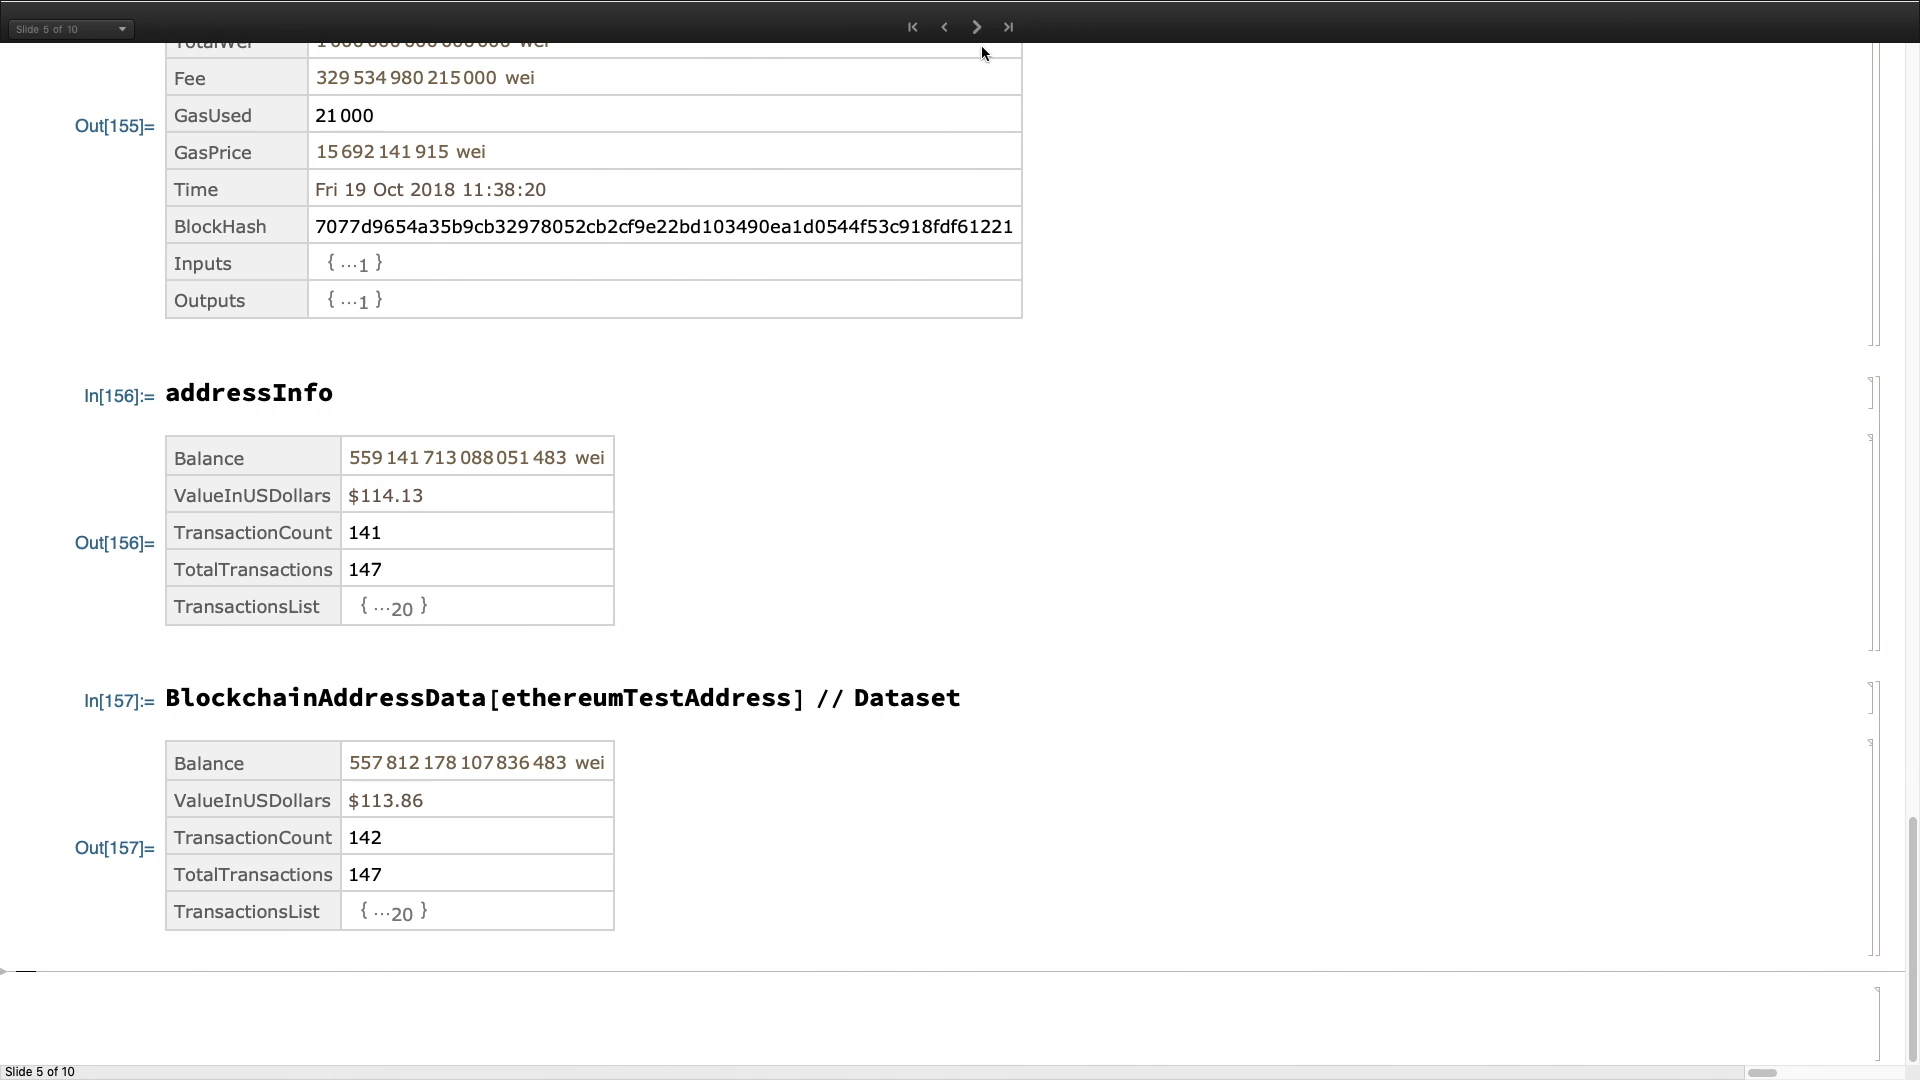 Slide 5 of 10
Fee 329 534 980 215 000 wei
Out[155]=
GasUsed 21 000
GasPrice 15 692 141 915 wei
Time Fri 19 Oct 2018 11:38:20
BlockHash 7077d9654a35b9cb32978052cb2cf9e22bd103490ea1d0544f53c918fdf61221
Inputs { ...1 }
Outputs { ...1 }
In[156]:= addressInfo
Balance 559 141 713 088 051 483 wei
ValueInUSDollars $114.13
TransactionCount 141
Out[156]=
TotalTransactions 147
TransactionsList { ...20 }
In[157]:= BlockchainAddressData[ethereumTestAddress] // Dataset
Balance 557 812 178 107 836 483 wei
ValueInUSDollars $113.86
TransactionCount 142
Out[157]=
TotalTransactions 147
TransactionsList { ...20 }
Slide 5 of 10